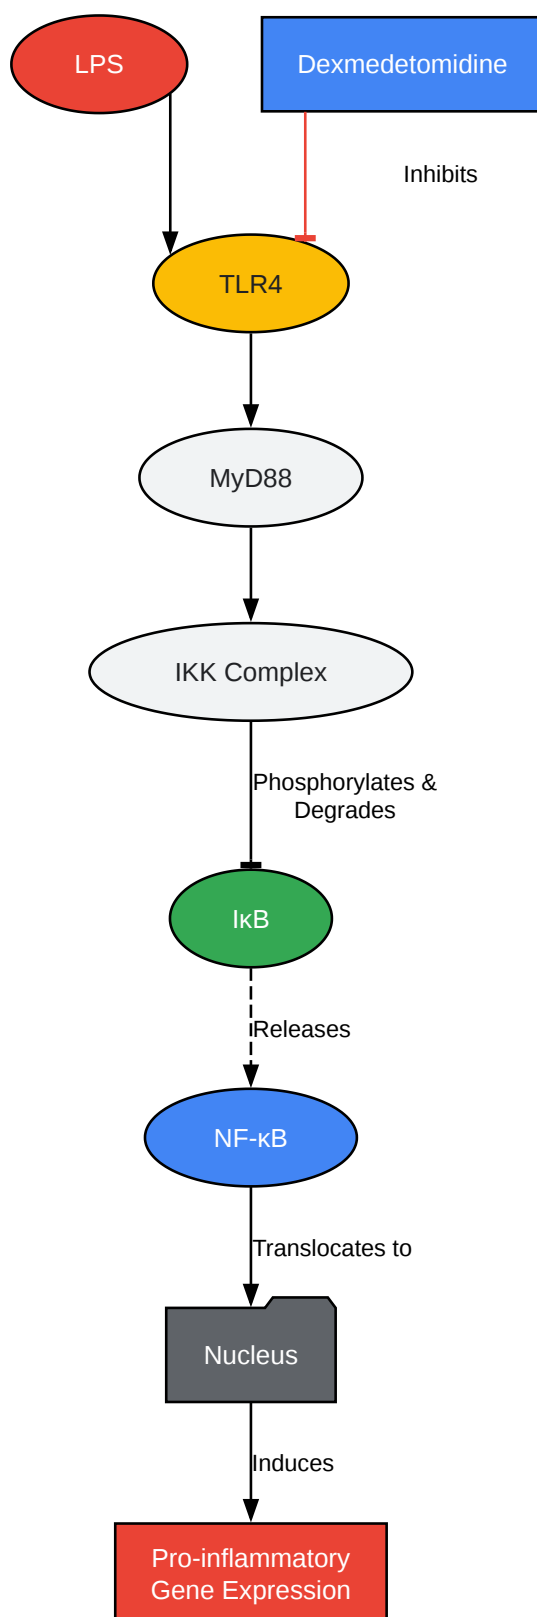 LPS
Dexmedetomidine
Inhibits
TLR4
MyD88
IKK Complex
Phosphorylates &
Degrades
IκB
Releases
NF-κB
Translocates to
Nucleus
Induces
Pro-inflammatory
Gene Expression